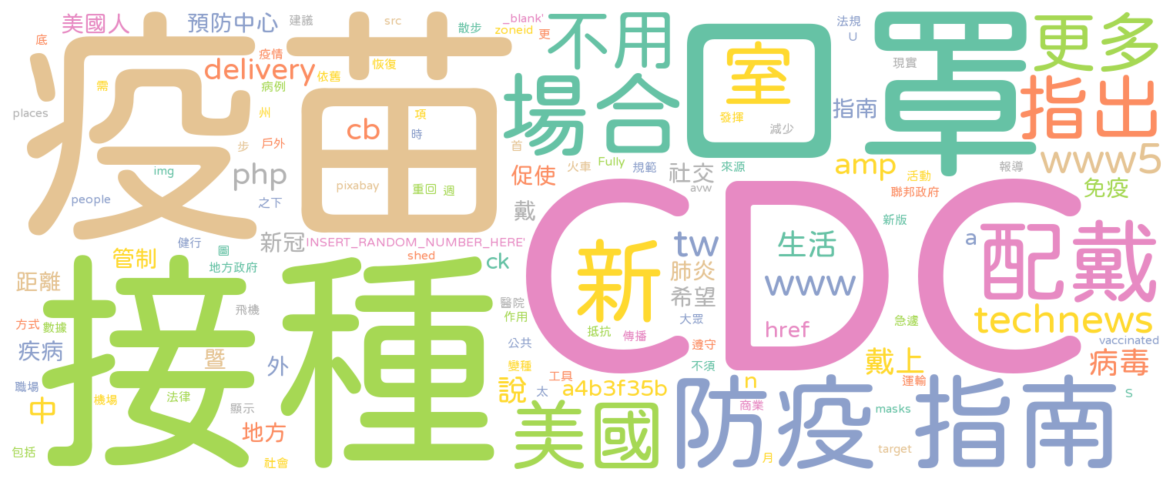 疫苗
接種
CDC
口罩
配戴
防疫
指南
不用
場合
美國
室
新
更多
指出
美國人
預防中心
建議
src
_blank'
散步
zoneid
更
法規
U
底
疫情
delivery
依舊
恢復
病例
需
places
州
cb
項
時
首
發揮
減少
現實
指南
www5
步
戶外
img
php
pixabay
重回
週
促使
火車
Fully
規範
社交
來源
avw
amp
報導
活動
聯邦政府
免疫
people
之下
戴
新冠
INSERT_RANDOM_NUMBER_HERE'
shed
ck
健行
圖
地方政府
管制
tw
肺炎
希望
生活
www
href
a
新版
technews
距離
方式
數據
飛機
醫院
作用
抵抗
傳播
大眾
急遽
vaccinated
疾病
暨
外
公共
遵守
不須
戴上
病毒
運輸
職場
中
機場
法律
顯示
變種
工具
說
太
a4b3f35b
n
商業
masks
S
地方
包括
社會
月
target